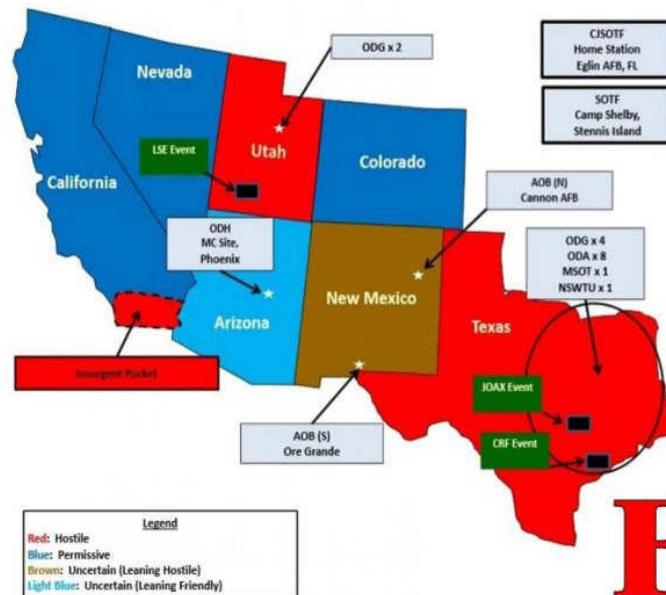 ODG x 2
CJSOTF
Home Station
Eglin AFB, FL
SOTF
Camp Shelby,
Stennis Island
Nevada
LSE Event
Utah
Colorado
California
AOB (N)
Cannon AFB
ODH
MC Site,
Phoenix
ODG x 4
ODA x 8
MSOT x 1
NSWTU x 1
New Mexico
Arizona
Texas
Insurgent Pocket
JOAX Event
AOB (S)
Ore Grande
CRF Event
Legend
Red: Hostile
Blue: Permissive
Brown: Uncertain (Leaning Hostile)
Light Blue: Uncertain (Leaning Friendly)